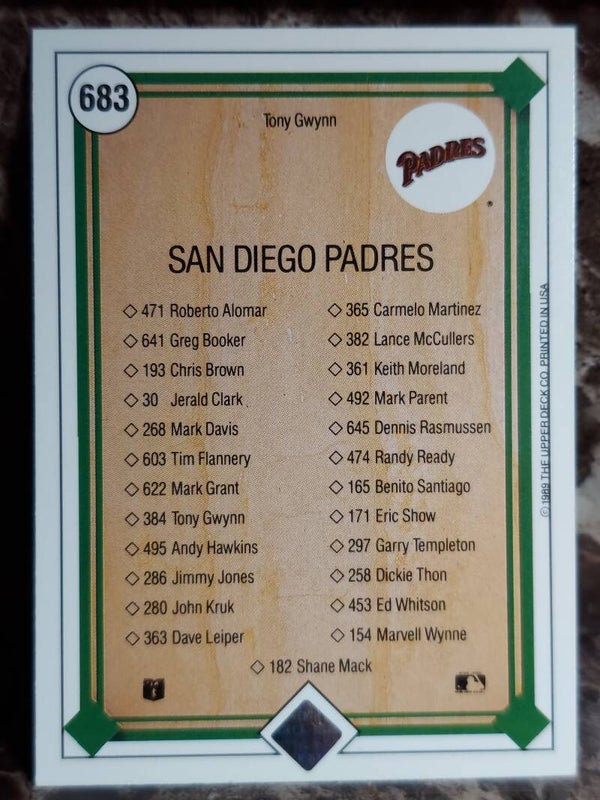 683
Tony Gwynn
PADRES
SAN DIEGO PADRES
471 Roberto Alomar
641 Greg Booker
193 Chris Brown
30 Jerald Clark
268 Mark Davis
603 Tim Flannery
622 Mark Grant
384 Tony Gwynn
495 Andy Hawkins
286 Jimmy Jones
280 John Kruk
363 Dave Leiper
365 Carmelo Martinez
382 Lance McCullers
361 Keith Moreland
492 Mark Parent
645 Dennis Rasmussen
474 Randy Ready
165 Benito Santiago
171 Eric Show
297 Garry Templeton
258 Dickie Thon
453 Ed Whitson
154 Marvell Wynne
182 Shane Mack
© 1989 THE UPPER DECK CO. PRINTED IN USA